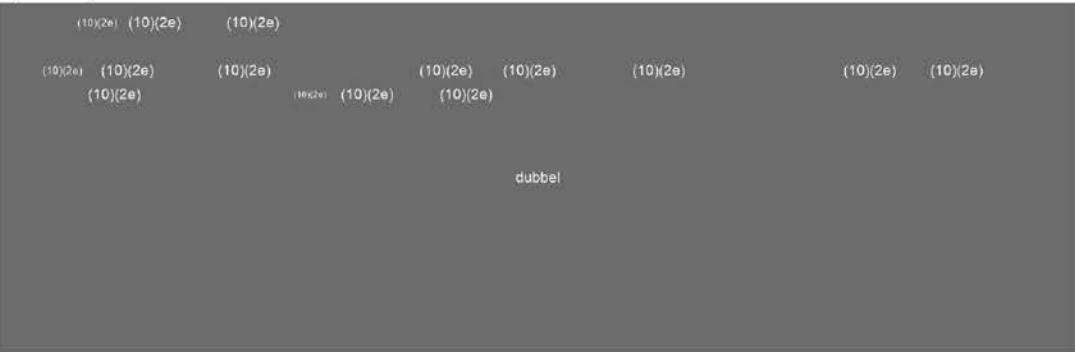 (10)(2e) (10)(2e) (10)(2e)
(10)(2e) (10)(2e) (10)(2e) (10)(2e) (10)(2e) (10)(2e) (10)(2e) (10)(2e)
(10)(2e) (10)(2e) (10)(2e) (10)(2e)
dubbel